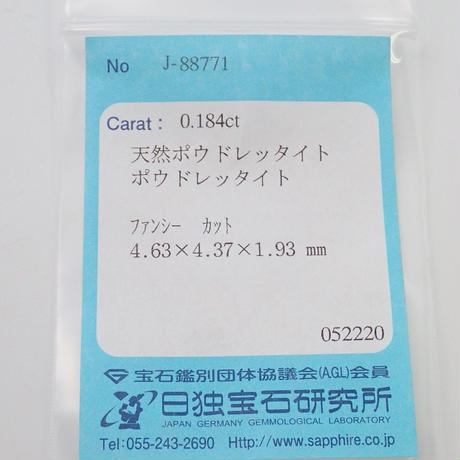 No J-88771
Carat: 0.184ct
天然ポウドレッタイト
ポウドレッタイト
ﾌｧﾝｼｰ ｶｯﾄ
4.63×4.37×1.93 mm
052220
宝石鑑別団体協議会(AGL)会員
日独宝石研究所
JAPAN GERMANY GEMMOLOGICAL LABORATORY
Tel:055-243-2690 Http://www.sapphire.co.jp